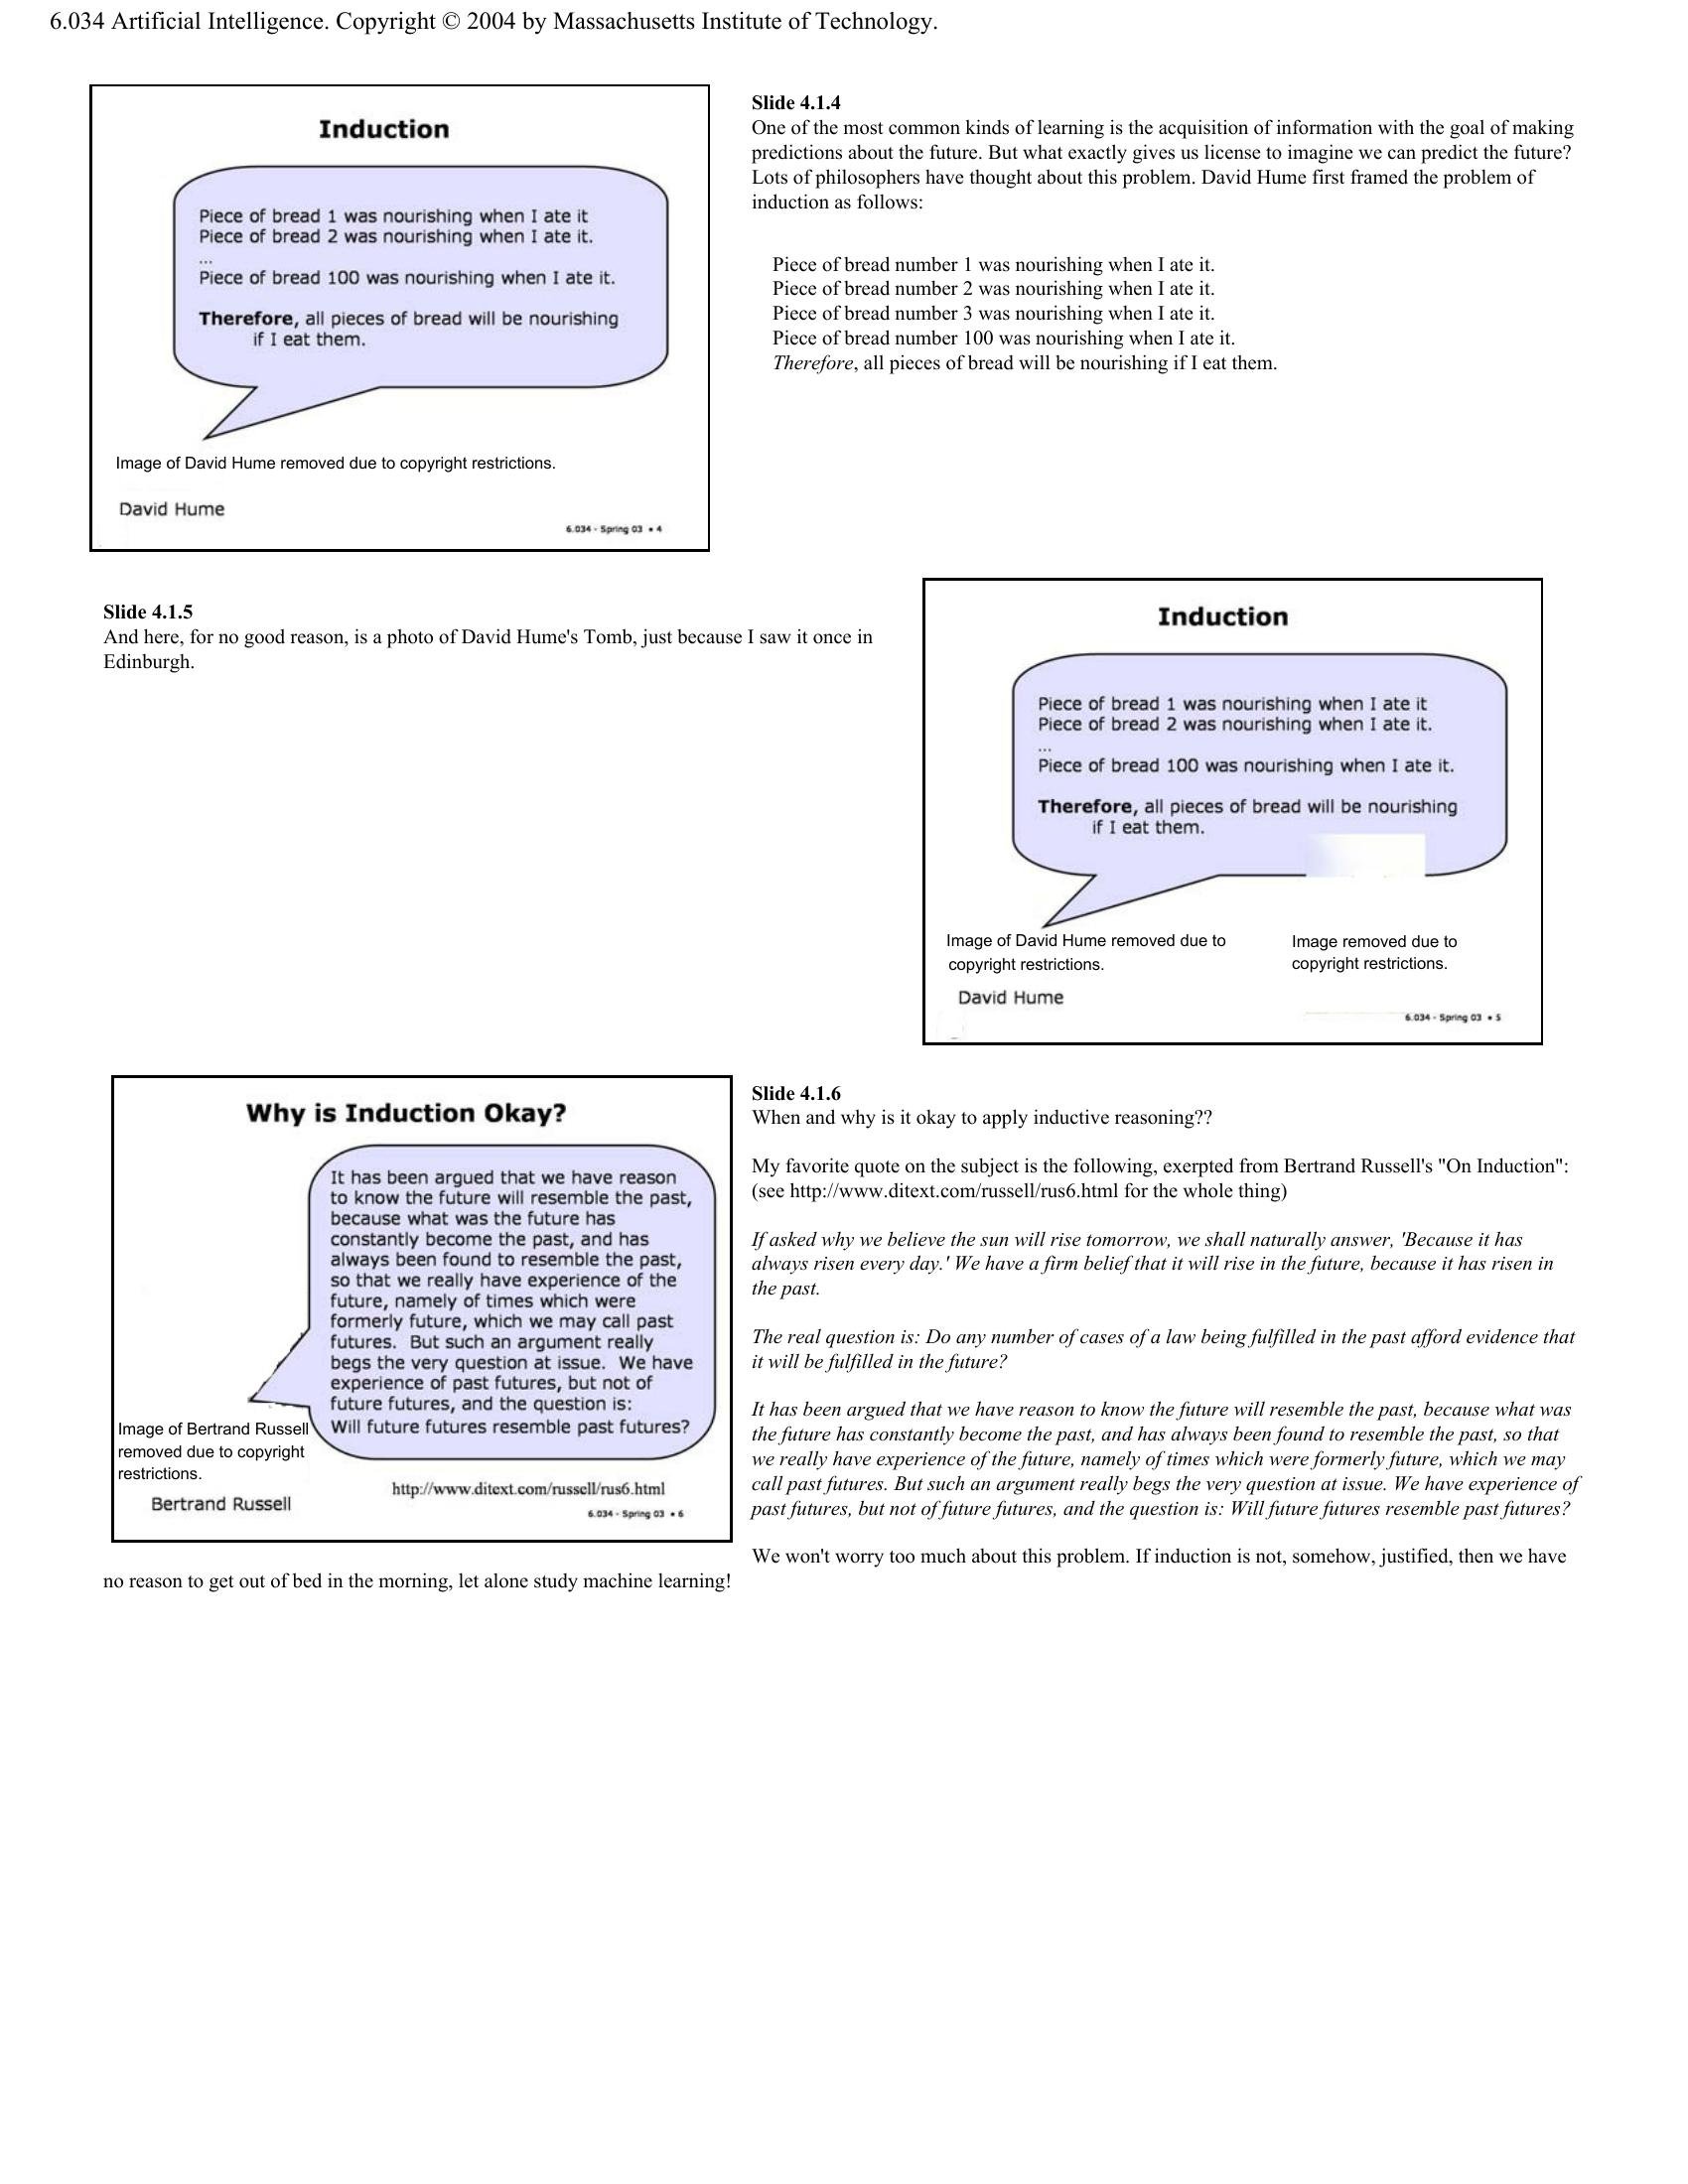 6.034 Artificial Intelligence. Copyright © 2004 by Massachusetts Institute of Technology.
Induction
Piece of bread 1 was nourishing when I ate it
Piece of bread 2 was nourishing when I ate it.
...
Piece of bread 100 was nourishing when I ate it.
Therefore, all pieces of bread will be nourishing
if I eat them.
Image of David Hume removed due to copyright restrictions.
David Hume
6.034 - Spring 03 • 4
Slide 4.1.4
One of the most common kinds of learning is the acquisition of information with the goal of making
predictions about the future. But what exactly gives us license to imagine we can predict the future?
Lots of philosophers have thought about this problem. David Hume first framed the problem of
induction as follows:
Piece of bread number 1 was nourishing when I ate it.
Piece of bread number 2 was nourishing when I ate it.
Piece of bread number 3 was nourishing when I ate it.
Piece of bread number 100 was nourishing when I ate it.
Therefore, all pieces of bread will be nourishing if I eat them.
Slide 4.1.5
And here, for no good reason, is a photo of David Hume's Tomb, just because I saw it once in
Edinburgh.
Induction
Piece of bread 1 was nourishing when I ate it
Piece of bread 2 was nourishing when I ate it.
...
Piece of bread 100 was nourishing when I ate it.
Therefore, all pieces of bread will be nourishing
if I eat them.
Image of David Hume removed due to
copyright restrictions.
Image removed due to
copyright restrictions.
David Hume
6.034 - Spring 03 • 5
Why is Induction Okay?
It has been argued that we have reason
to know the future will resemble the past,
because what was the future has
constantly become the past, and has
always been found to resemble the past,
so that we really have experience of the
future, namely of times which were
formerly future, which we may call past
futures. But such an argument really
begs the very question at issue. We have
experience of past futures, but not of
future futures, and the question is:
Will future futures resemble past futures?
Image of Bertrand Russell
removed due to copyright
restrictions.
Bertrand Russell
http://www.ditext.com/russell/rus6.html
6.034 - Spring 03 • 6
Slide 4.1.6
When and why is it okay to apply inductive reasoning??
My favorite quote on the subject is the following, exerpted from Bertrand Russell's "On Induction":
(see http://www.ditext.com/russell/rus6.html for the whole thing)
If asked why we believe the sun will rise tomorrow, we shall naturally answer, 'Because it has
always risen every day.' We have a firm belief that it will rise in the future, because it has risen in
the past.
The real question is: Do any number of cases of a law being fulfilled in the past afford evidence that
it will be fulfilled in the future?
It has been argued that we have reason to know the future will resemble the past, because what was
the future has constantly become the past, and has always been found to resemble the past, so that
we really have experience of the future, namely of times which were formerly future, which we may
call past futures. But such an argument really begs the very question at issue. We have experience of
past futures, but not of future futures, and the question is: Will future futures resemble past futures?
We won't worry too much about this problem. If induction is not, somehow, justified, then we have
no reason to get out of bed in the morning, let alone study machine learning!